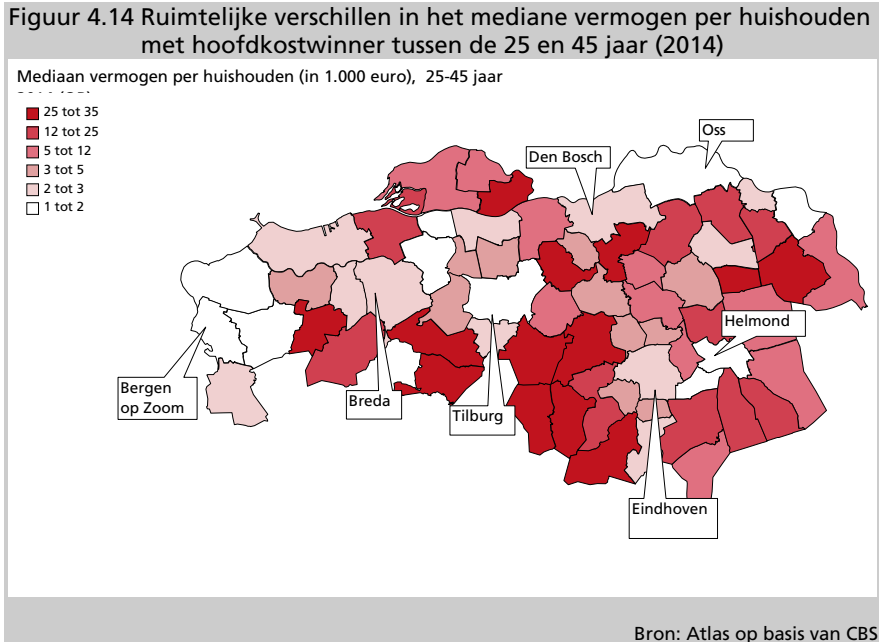 Figuur 4.14 Ruimtelijke verschillen in het mediane vermogen per huishouden
met hoofdkostwinner tussen de 25 en 45 jaar (2014)
Mediaan vermogen per huishouden (in 1.000 euro), 25-45 jaar
25 tot 35
12 tot 25
5 tot 12
3 tot 5
2 tot 3
1 tot 2
Oss
Den Bosch
Helmond
Bergen
op Zoom
Breda
Tilburg
Eindhoven
Bron: Atlas op basis van CBS